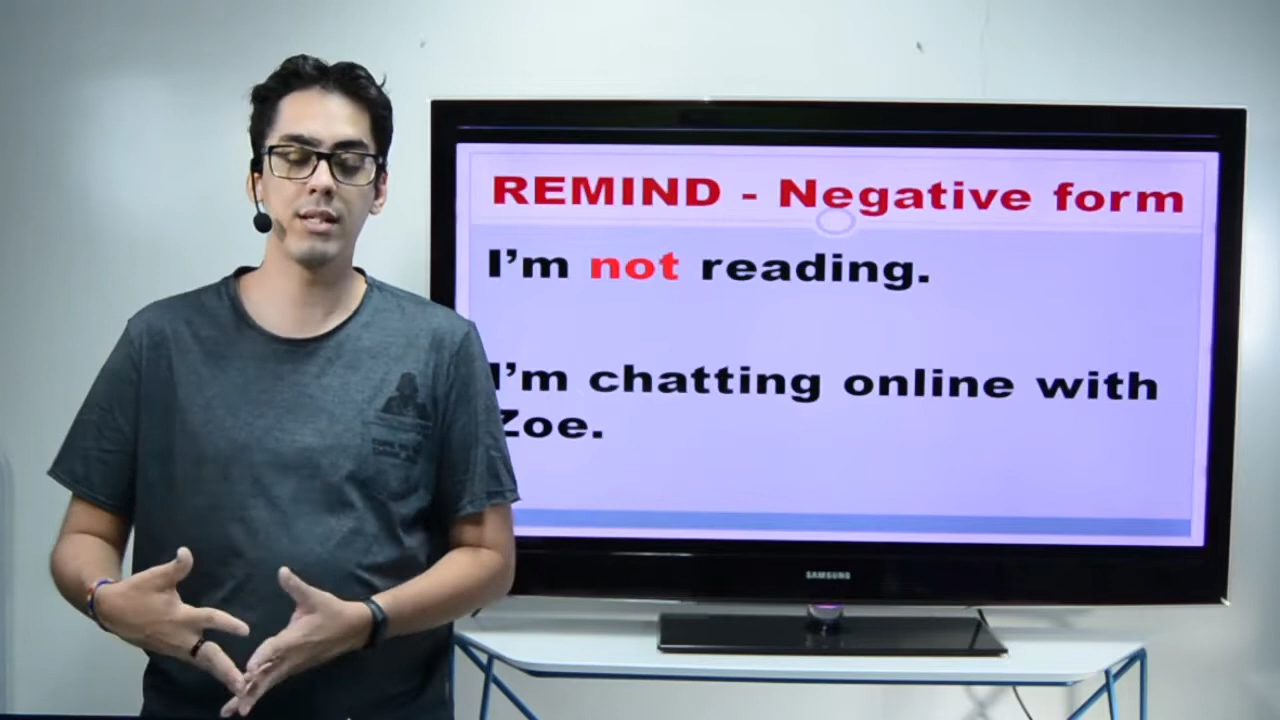 REMIND - Negative form
I'm not reading.
I'm chatting online with
Zoe.
SAMSUNG